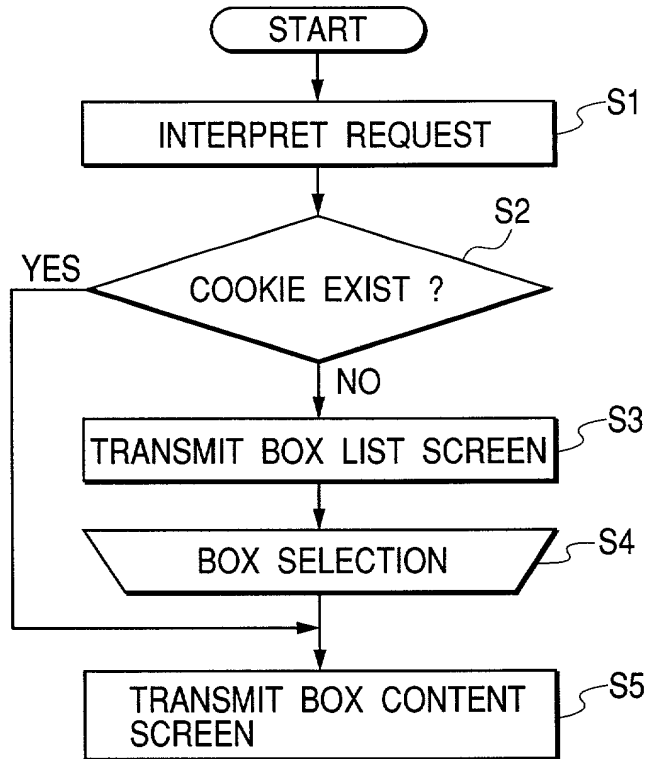 START
INTERPRET REQUEST
S1
S2
YES
COOKIE EXIST ?
NO
TRANSMIT BOX LIST SCREEN
S3
BOX SELECTION
S4
TRANSMIT BOX CONTENT
SCREEN
S5